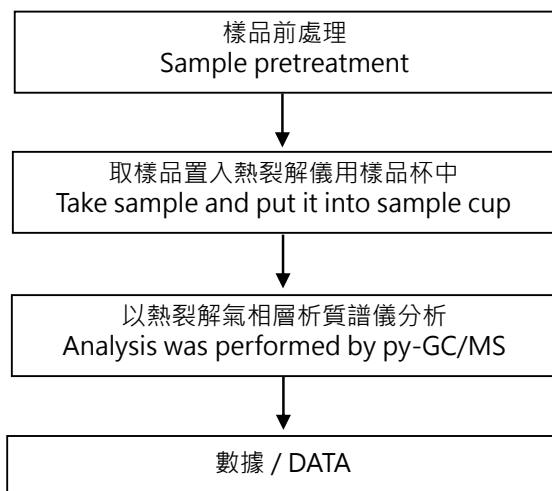 樣品前處理
Sample pretreatment
取樣品置入熱裂解儀用樣品杯中
Take sample and put it into sample cup
以熱裂解氣相層析質譜儀分析
Analysis was performed by py-GC/MS
數據 / DATA